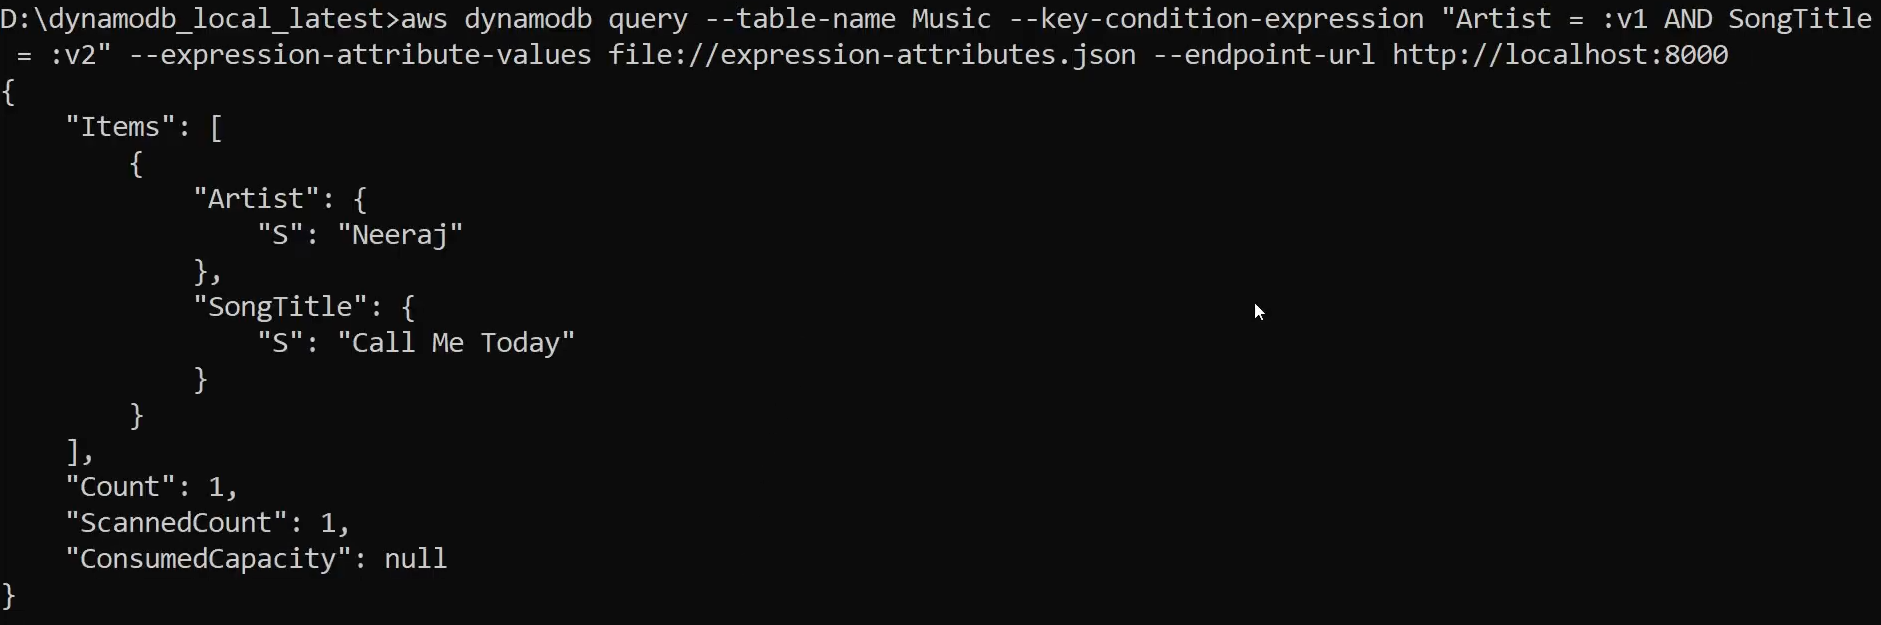 D:\dynamodb_local_latest>aws dynamodb query --table-name Music --key-condition-expression "Artist = :v1 AND SongTitle
 = :v2" --expression-attribute-values file://expression-attributes.json --endpoint-url http://localhost:8000
{
    "Items": [
        {
            "Artist": {
                "S": "Neeraj"
            },
            "SongTitle": {
                "S": "Call Me Today"
            }
        }
    ],
    "Count": 1,
    "ScannedCount": 1,
    "ConsumedCapacity": null
}